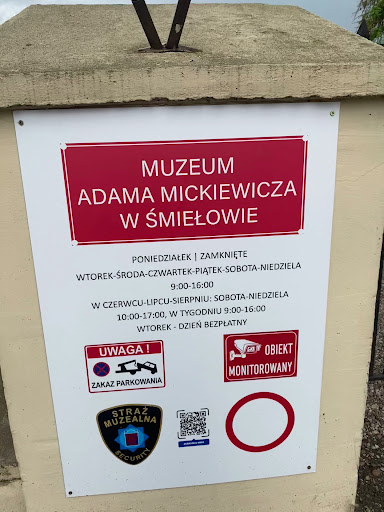 MUZEUM
ADAMA MICKIEWICZA
W ŚMIEŁOWIE
PONIEDZIAŁEK | ZAMKNIĘTE
WTOREK-ŚRODA-CZWARTEK-PIĄTEK-SOBOTA-NIEDZIELA
9:00-16:00
W CZERWCU-LIPCU-SIERPNIU: SOBOTA-NIEDZIELA
10:00-17:00, W TYGODNIU 9:00-16:00
WTOREK - DZIEŃ BEZPŁATNY
UWAGA !
ZAKAZ PARKOWANIA
OBIEKT
MONITOROWANY
STRAŻ
MUZEALNA
SECURITY